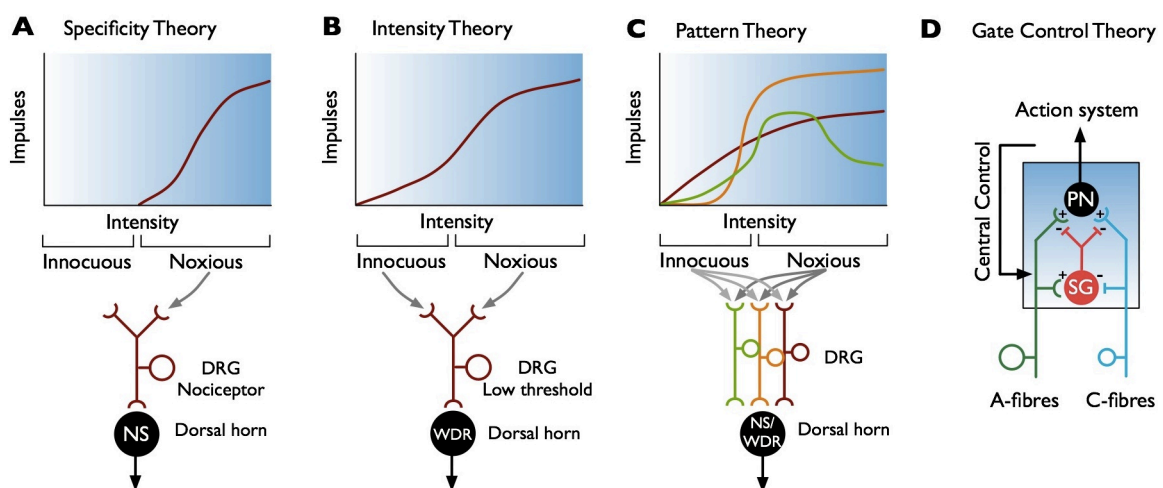 A Specificity Theory
Impulses
Intensity
Innocuous Noxious
DRG
Nociceptor
NS Dorsal horn
B Intensity Theory
Impulses
Intensity
Innocuous Noxious
DRG
Low threshold
WDR Dorsal horn
C Pattern Theory
Impulses
Intensity
Innocuous Noxious
DRG
NS/
WDR
Dorsal horn
D Gate Control Theory
Action system
Central Control
PN
+ +
- -
+ -
SG
A-fibres C-fibres